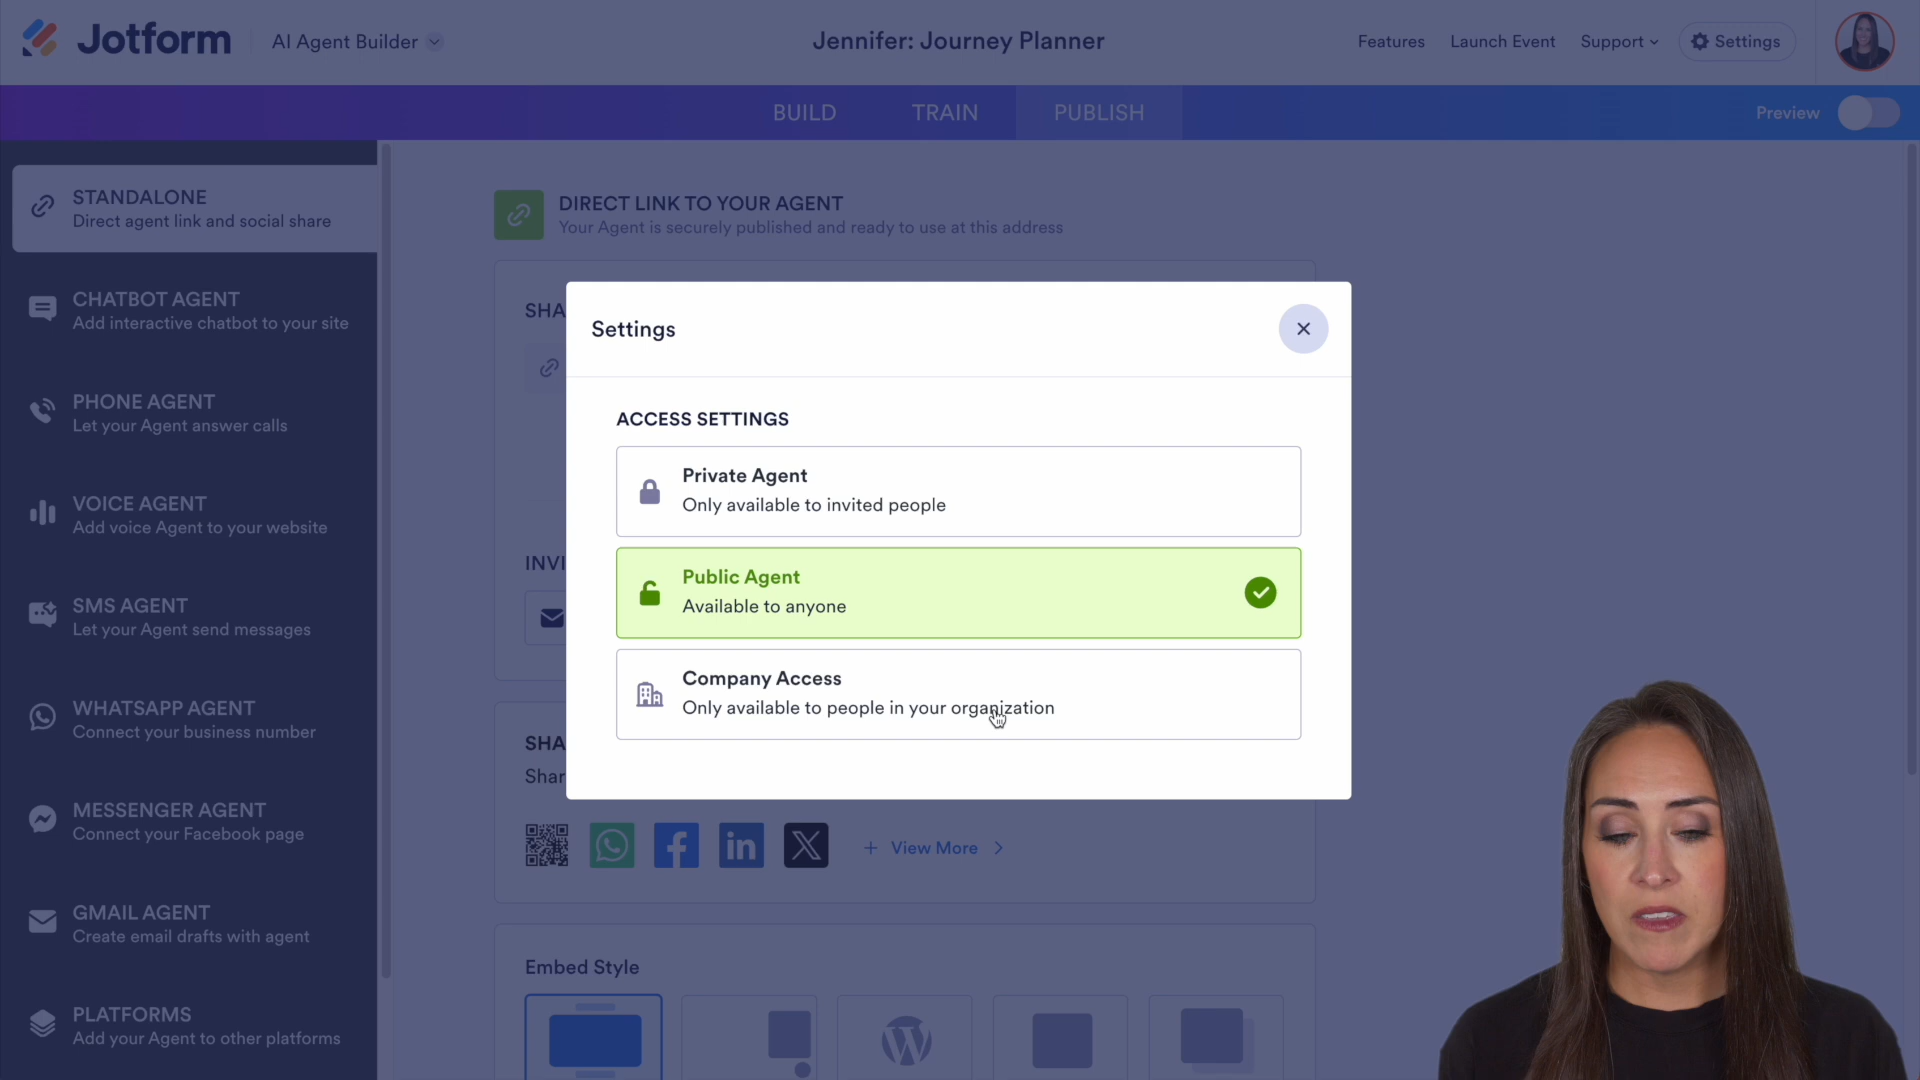 Jotform
AI Agent Builder
Jennifer: Journey Planner
Features
Launch Event
Support
Settings
BUILD
TRAIN
PUBLISH
Preview
STANDALONE
Direct agent link and social share
CHATBOT AGENT
Add interactive chatbot to your site
PHONE AGENT
Let your Agent answer calls
VOICE AGENT
Add voice Agent to your website
SMS AGENT
Let your Agent send messages
WHATSAPP AGENT
Connect your business number
MESSENGER AGENT
Connect your Facebook page
GMAIL AGENT
Create email drafts with agent
PLATFORMS
Add your Agent to other platforms
DIRECT LINK TO YOUR AGENT
Your Agent is securely published and ready to use at this address
SHA
INVI
SHA
Shar
Settings
ACCESS SETTINGS
Private Agent
Only available to invited people
Public Agent
Available to anyone
Company Access
Only available to people in your organization
+ View More
Embed Style